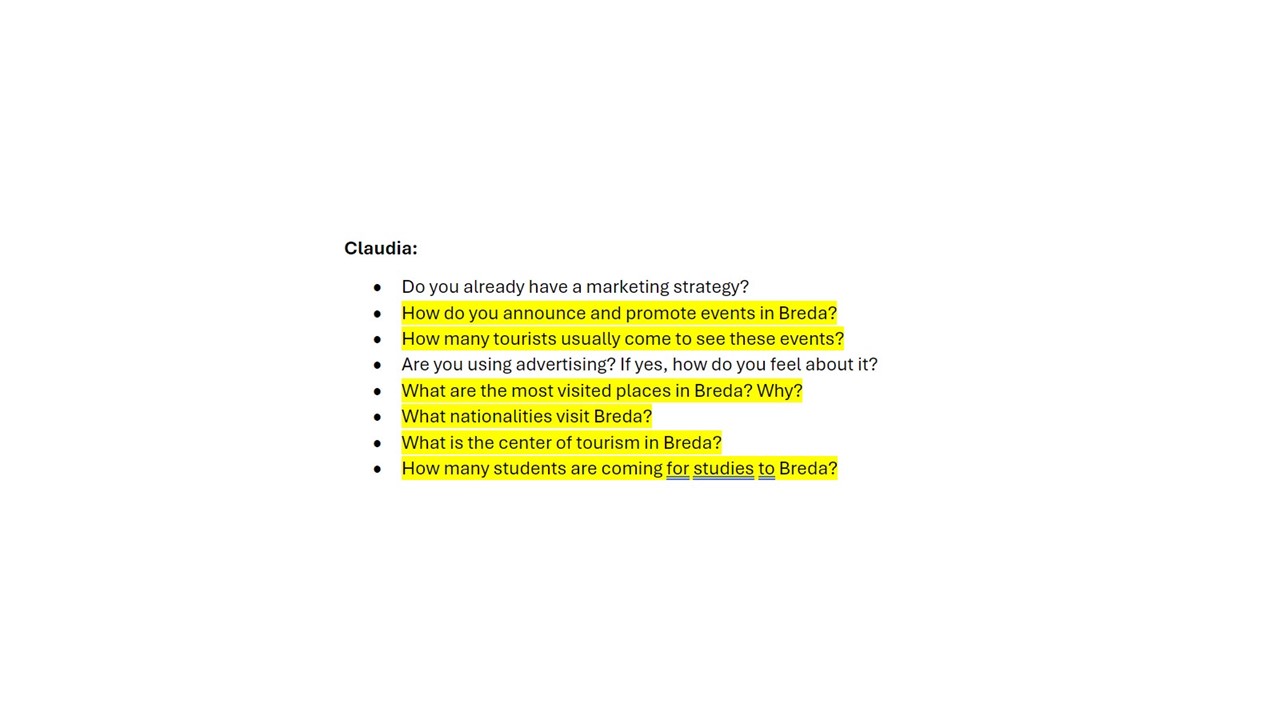 Claudia:
• Do you already have a marketing strategy?
• How do you announce and promote events in Breda?
• How many tourists usually come to see these events?
• Are you using advertising? If yes, how do you feel about it?
• What are the most visited places in Breda? Why?
• What nationalities visit Breda?
• What is the center of tourism in Breda?
• How many students are coming for studies to Breda?